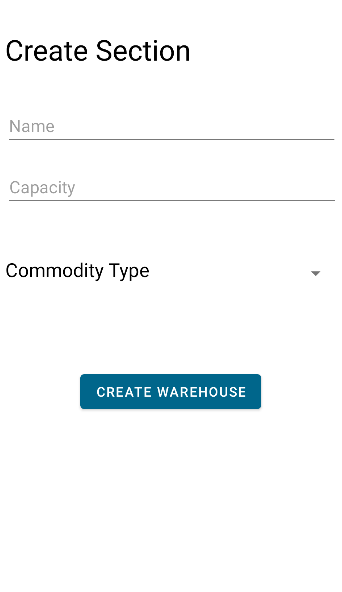 Create Section
Name
Capacity
Commodity Type
CREATE WAREHOUSE